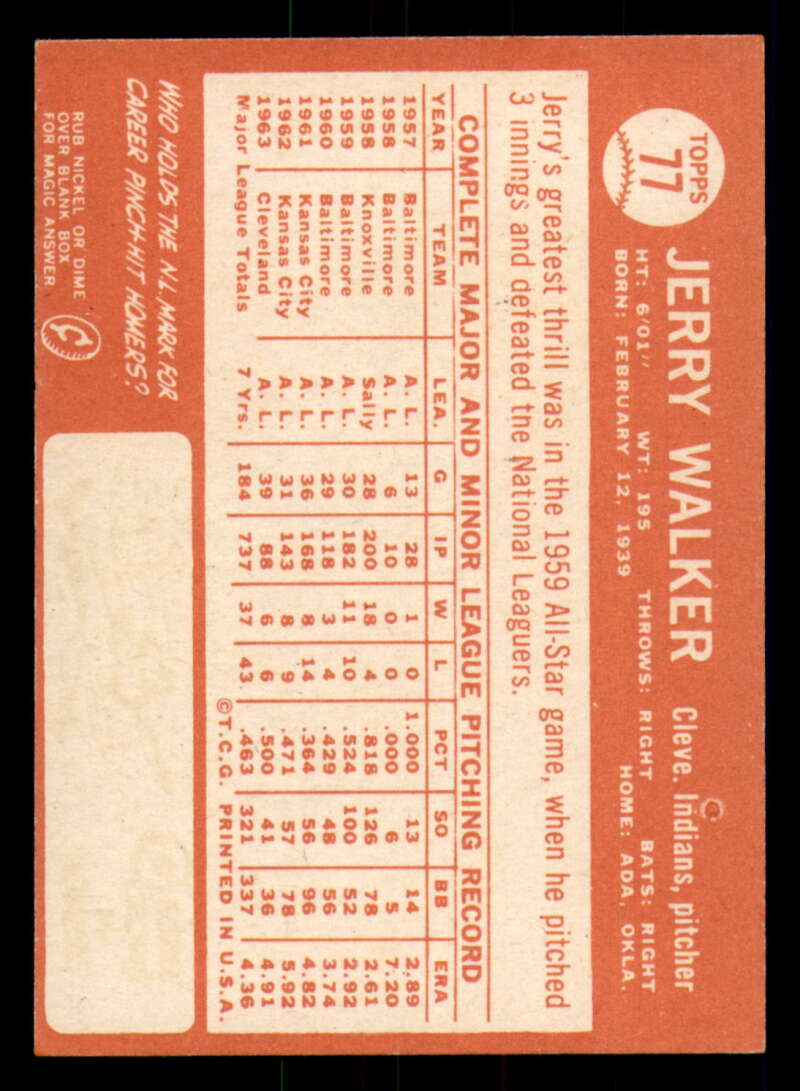 TOPPS
77
JERRY WALKER Cleve. Indians, pitcher
HT: 6'01" WT: 195 THROWS: RIGHT BATS: RIGHT
BORN: FEBRUARY 12, 1939 HOME: ADA, OKLA.
Jerry's greatest thrill was in the 1959 All-Star game, when he pitched
3 innings and defeated the National Leaguers.
COMPLETE MAJOR AND MINOR LEAGUE PITCHING RECORD
YEAR TEAM LEA. G IP W L PCT SO BB ERA
1957 Baltimore A. L. 13 28 1 0 1.000 13 14 2.89
1958 Baltimore A. L. 6 10 0 0 .000 6 5 7.20
1958 Knoxville Sally 28 200 18 4 .818 126 78 2.61
1959 Baltimore A. L. 30 182 11 10 .524 100 52 2.92
1960 Baltimore A. L. 29 118 3 4 .429 48 56 3.74
1961 Kansas City A. L. 36 168 8 14 .364 56 96 4.82
1962 Kansas City A. L. 31 143 8 9 .471 57 78 5.92
1963 Cleveland A. L. 39 88 6 6 .500 41 36 4.91
Major League Totals 7 Yrs. 184 737 37 43 .463 321 337 4.36
©T.C.G. PRINTED IN U.S.A.
WHO HOLDS THE N.L. MARK FOR
CAREER PINCH-HIT HOMERS?
RUB NICKEL OR DIME
OVER BLANK BOX
FOR MAGIC ANSWER